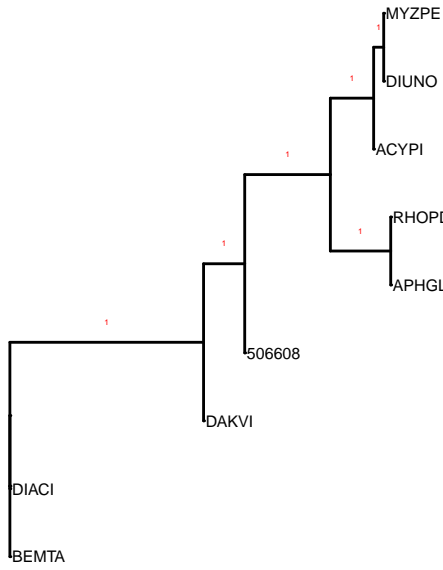 MYZPE
1
DIUNO
1
ACYPI
1
RHOPD
1
APHGL
1
506608
1
DAKVI
DIACI
BEMTA